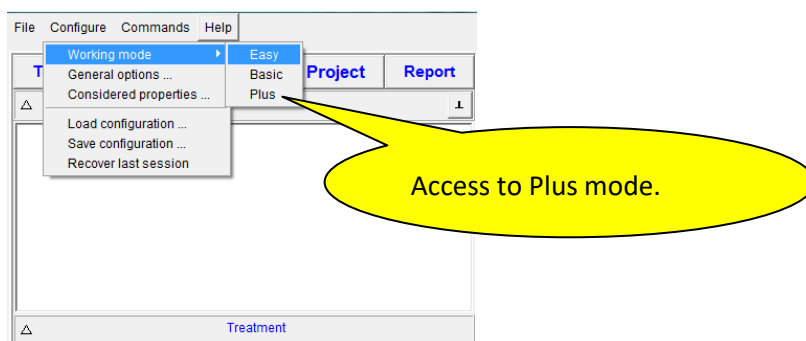 File Configure Commands Help
Working mode Easy
T Project Report
General options ... Basic
Considered properties ... Plus
Load configuration ...
Save configuration ...
Recover last session
Access to Plus mode.
Treatment